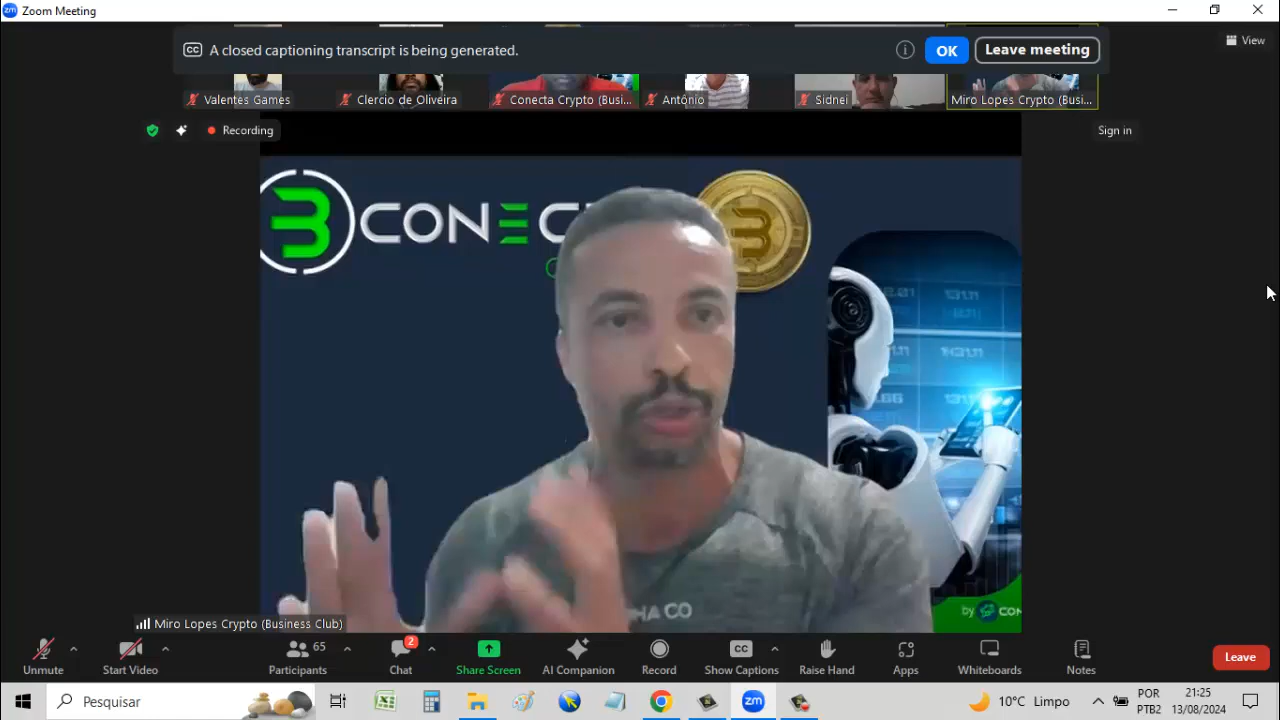 Zoom Meeting
A closed captioning transcript is being generated.
OK
Leave meeting
View
Valentes Games
Clercio de Oliveira
Conecta Crypto (Busi...
Antônio
Sidnei
Miro Lopes Crypto (Busi...
Recording
Sign in
CONEC
by CON
Miro Lopes Crypto (Business Club)
Unmute
Start Video
Participants
65
Chat
2
Share Screen
AI Companion
Record
CC
Show Captions
Raise Hand
Apps
Whiteboards
Notes
Leave
Pesquisar
zm
10°C Limpo
POR
PTB2
21:25
13/08/2024